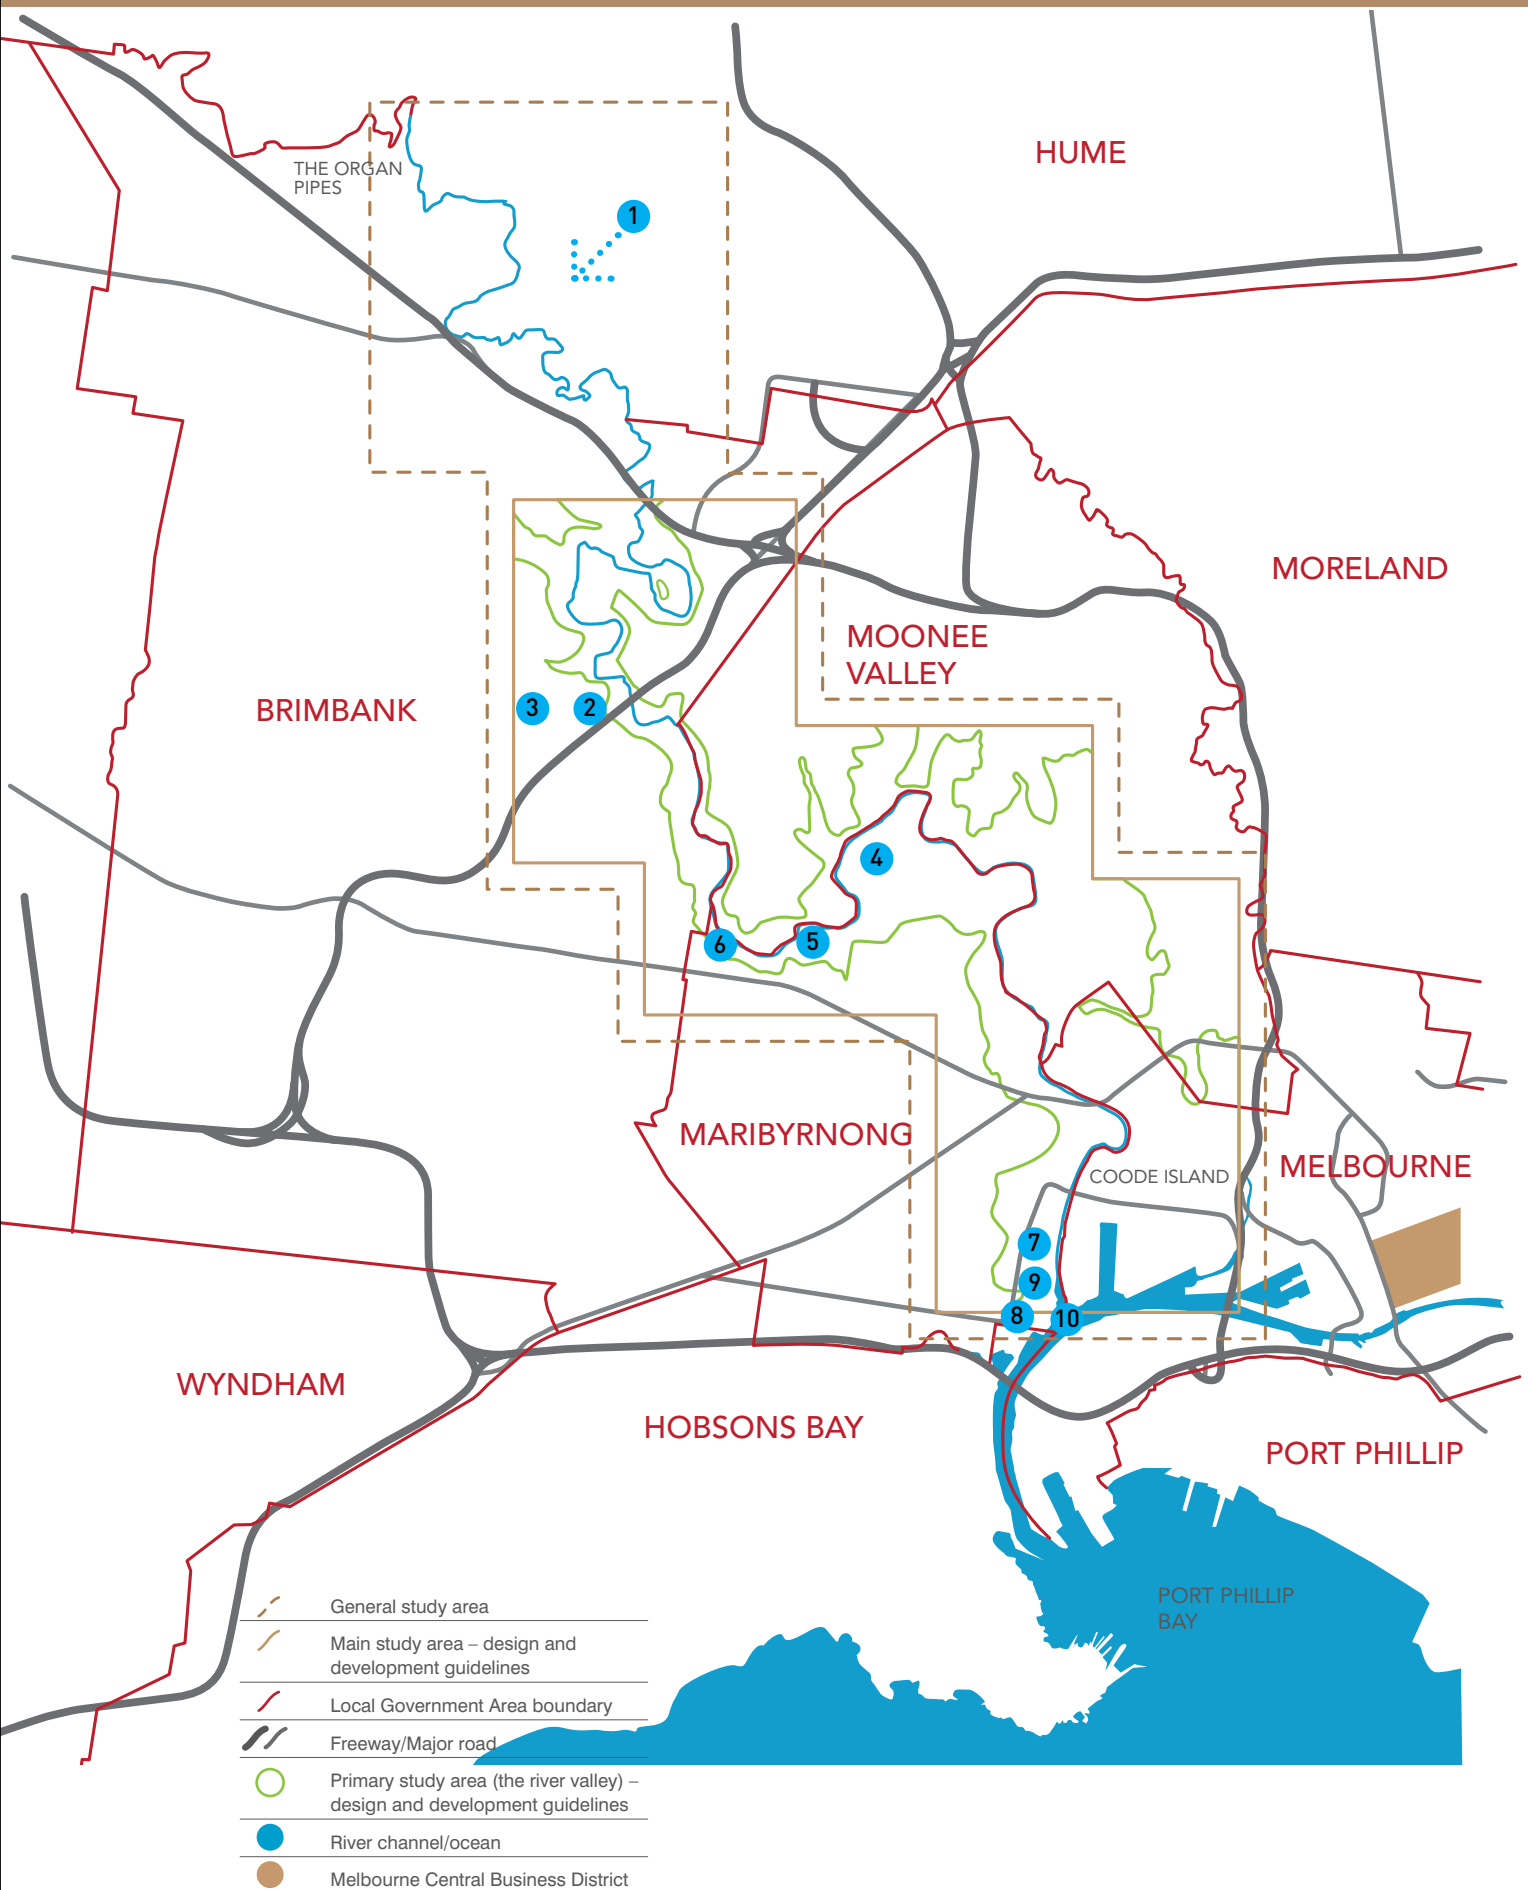 HUME
THE ORGAN
PIPES
1
MORELAND
MOONEE
VALLEY
BRIMBANK
3
2
4
5
6
MARIBYRNONG
MELBOURNE
COODE ISLAND
7
9
8
10
WYNDHAM
HOBSONS BAY
PORT PHILLIP
PORT PHILLIP
BAY
General study area
Main study area – design and
development guidelines
Local Government Area boundary
Freeway/Major road
Primary study area (the river valley) –
design and development guidelines
River channel/ocean
Melbourne Central Business District